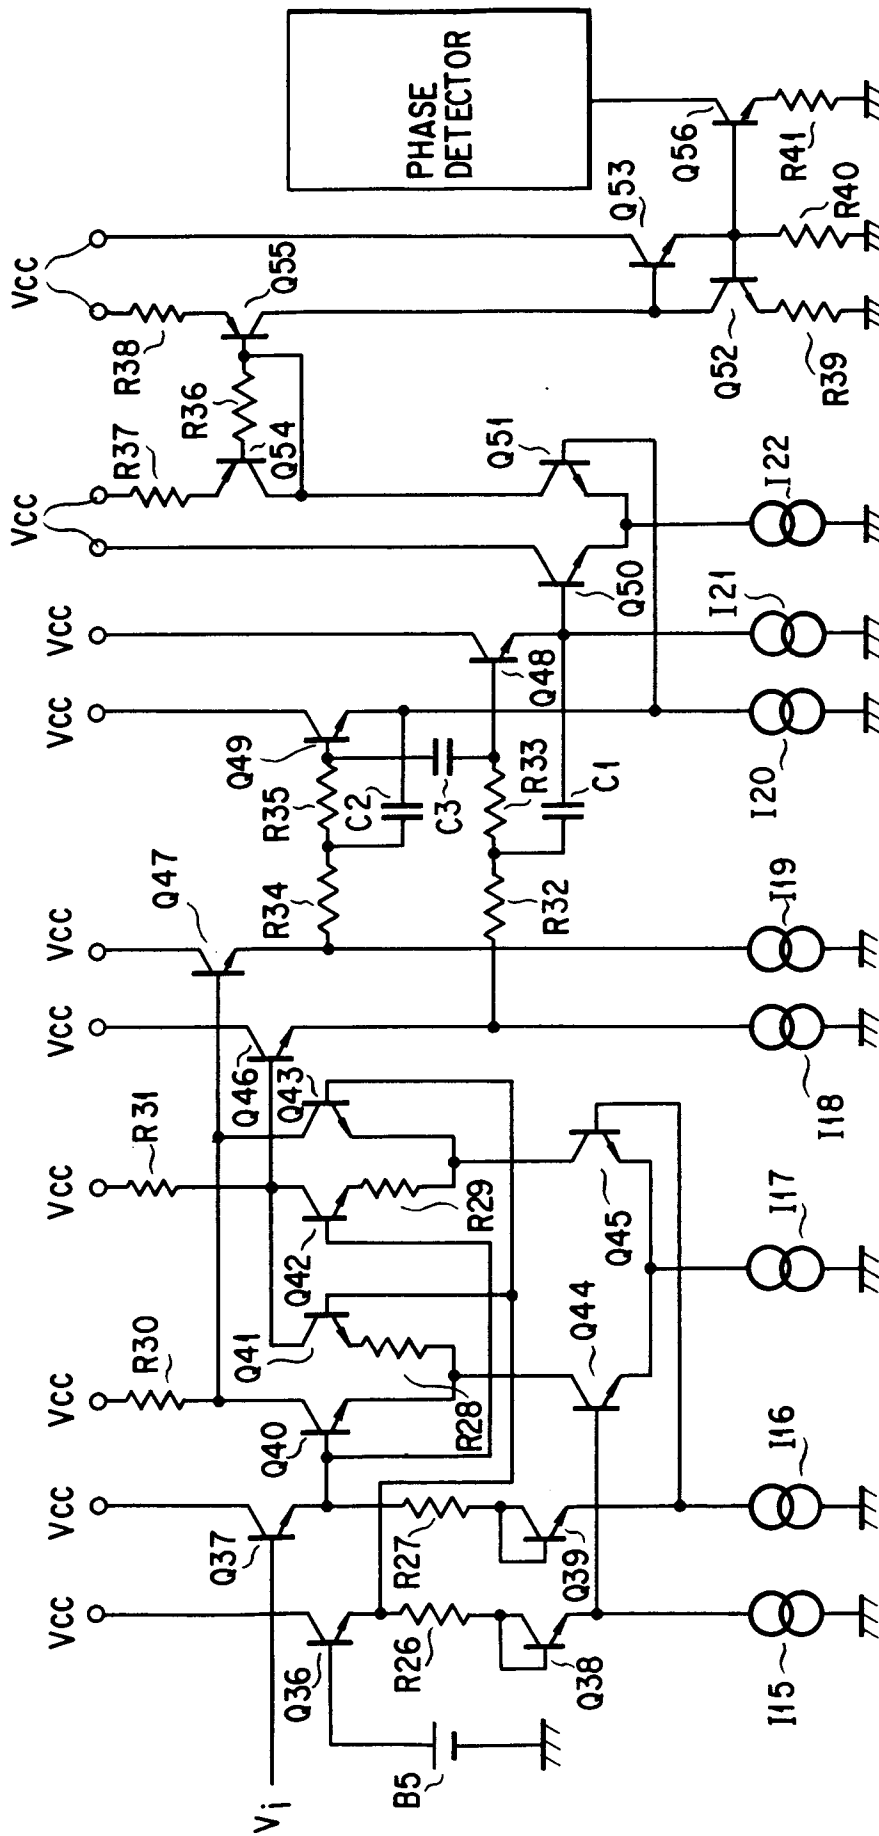 Vi
B5
VCC
VCC
VCC
VCC
VCC
VCC
VCC
VCC
VCC
VCC
Q36
Q37
R26
R27
Q38
Q39
I15
I16
R30
R31
Q40
Q41
Q42
Q43
R28
R29
Q44
Q45
I17
Q46
Q47
I18
I19
R34
R35
R32
R33
C2
C3
C1
Q49
Q48
I20
I21
Q50
Q51
I22
R37
R36
R38
Q54
Q55
Q53
Q52
Q56
R39
R40
R41
PHASE
DETECTOR